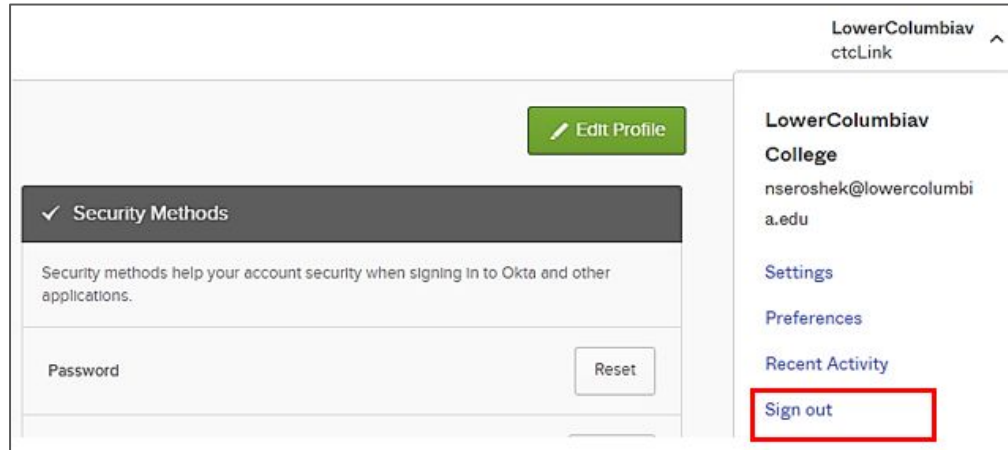 LowerColumbiav
ctcLink
Edit Profile
LowerColumbiav
College
nseroshek@lowercolumbi
a.edu
Security Methods
Security methods help your account security when signing in to Okta and other
applications.
Settings
Preferences
Password
Reset
Recent Activity
Sign out